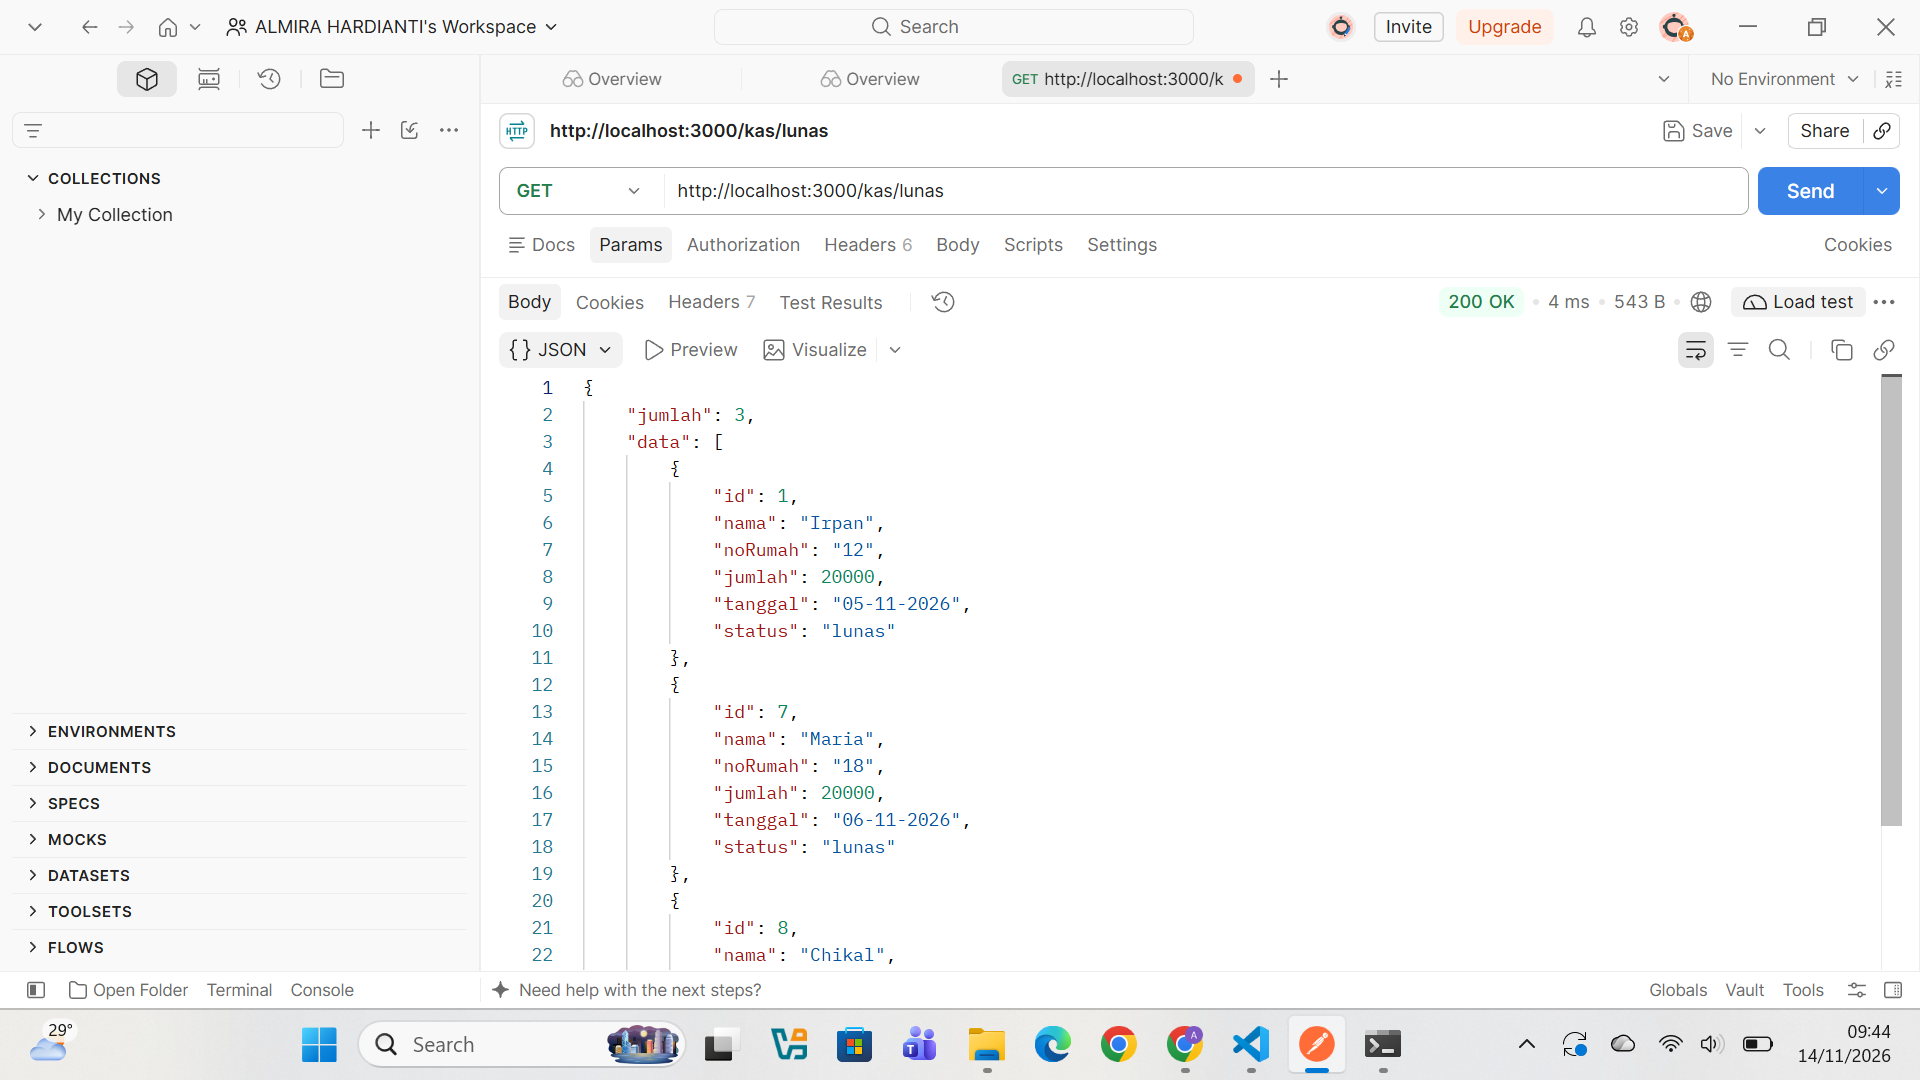 ALMIRA HARDIANTI's Workspace
Search
Invite
Upgrade
Overview
Overview
GET http://localhost:3000/k
No Environment
HTTP
http://localhost:3000/kas/lunas
Save
Share
COLLECTIONS
My Collection
GET
http://localhost:3000/kas/lunas
Send
Docs
Params
Authorization
Headers 6
Body
Scripts
Settings
Cookies
Body
Cookies
Headers 7
Test Results
200 OK
4 ms
543 B
Load test
{} JSON
Preview
Visualize
1 {
2 "jumlah": 3,
3 "data": [
4 {
5 "id": 1,
6 "nama": "Irpan",
7 "noRumah": "12",
8 "jumlah": 20000,
9 "tanggal": "05-11-2026",
10 "status": "lunas"
11 },
12 {
13 "id": 7,
14 "nama": "Maria",
15 "noRumah": "18",
16 "jumlah": 20000,
17 "tanggal": "06-11-2026",
18 "status": "lunas"
19 },
20 {
21 "id": 8,
22 "nama": "Chikal",
ENVIRONMENTS
DOCUMENTS
SPECS
MOCKS
DATASETS
TOOLSETS
FLOWS
Open Folder
Terminal
Console
Need help with the next steps?
Globals
Vault
Tools
29°
Search
09:44
14/11/2026